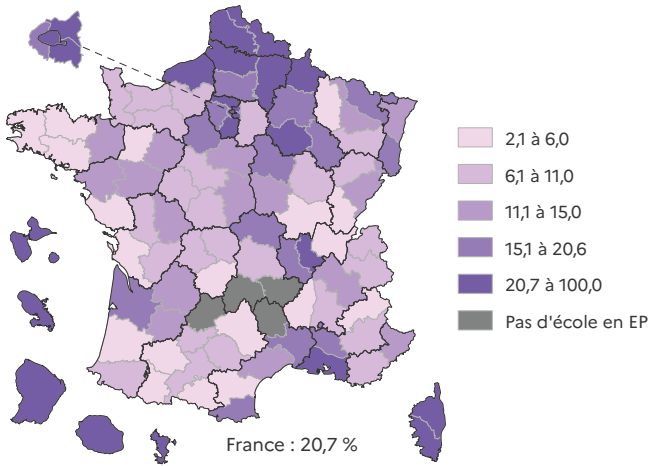 2,1 à 6,0
6,1 à 11,0
11,1 à 15,0
15,1 à 20,6
20,7 à 100,0
Pas d'école en EP
France : 20,7 %